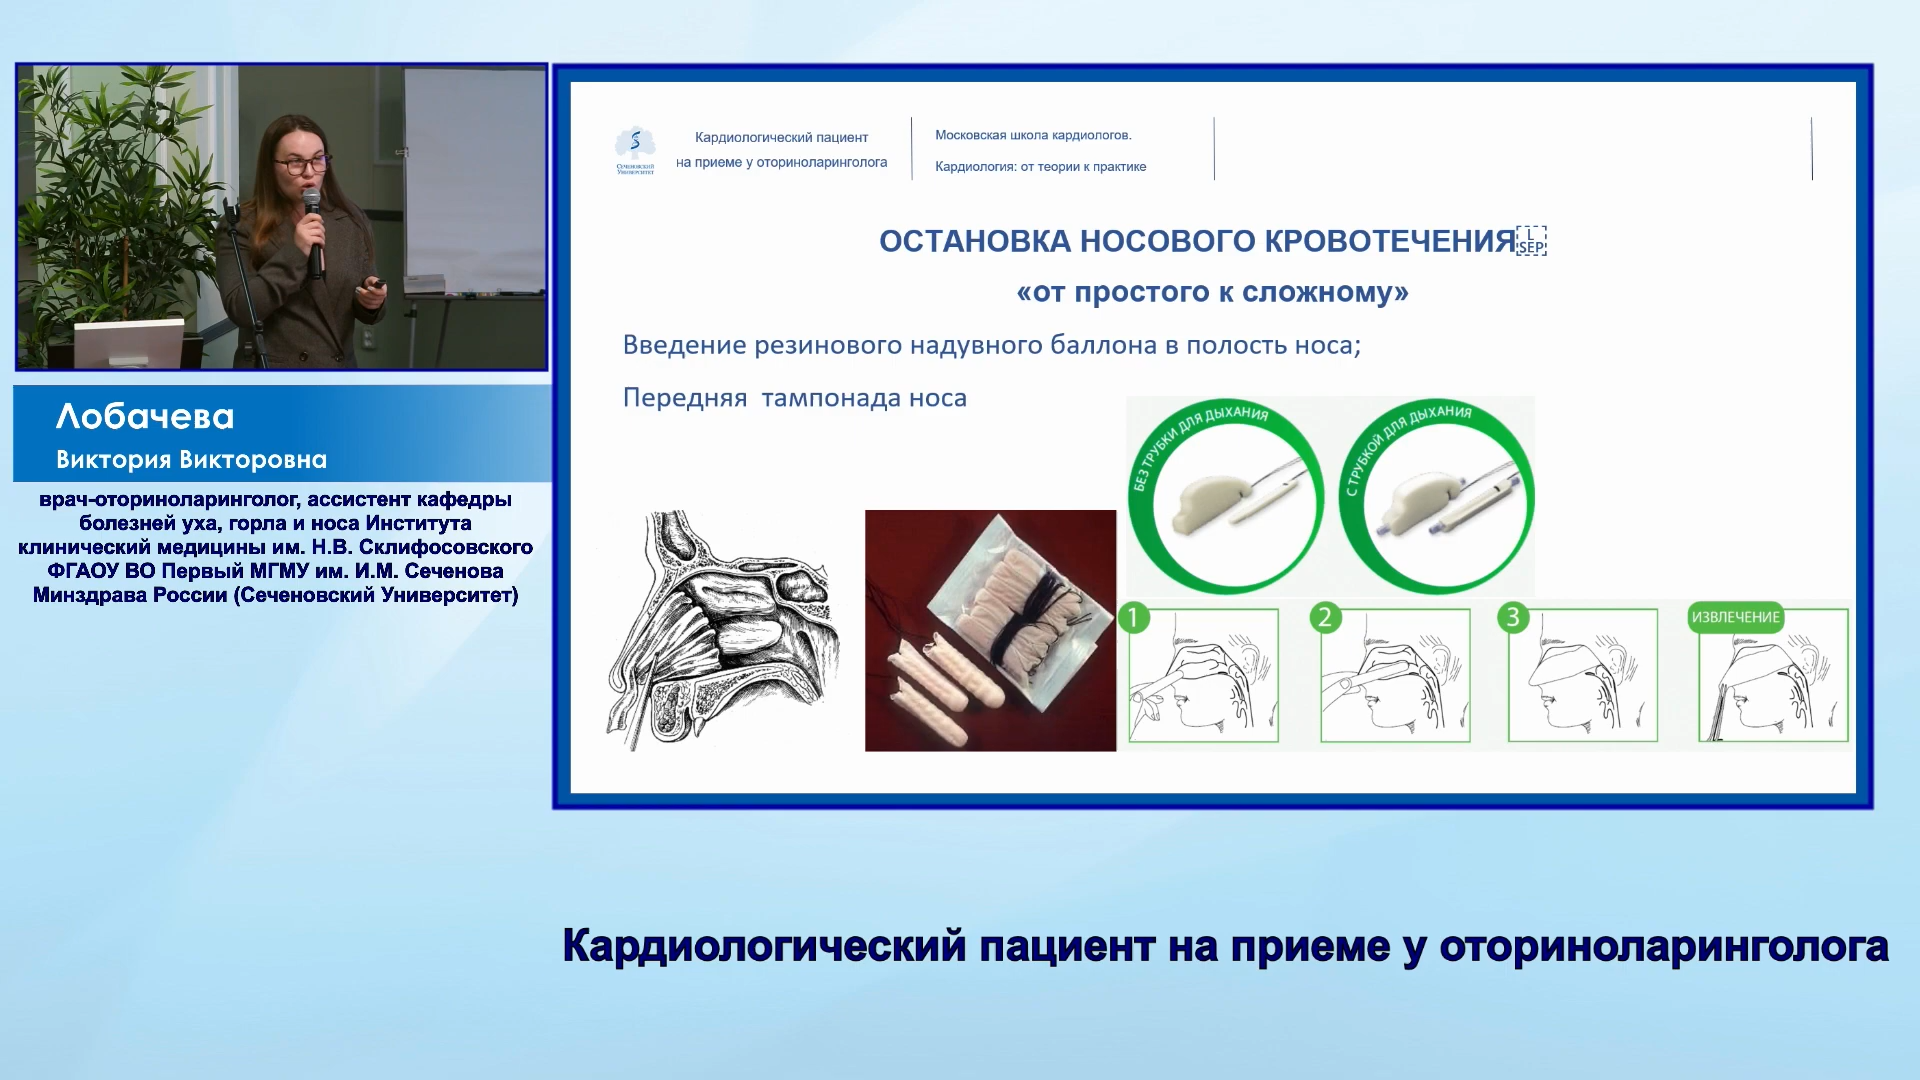 Лобачева
Виктория Викторовна
врач-оториноларинголог, ассистент кафедры
болезней уха, горла и носа Института
клинический медицины им. Н.В. Склифосовского
ФГАОУ ВО Первый МГМУ им. И.М. Сеченова
Минздрава России (Сеченовский Университет)
Сеченовский
Университет
Кардиологический пациент
на приеме у оториноларинголога
Московская школа кардиологов.
Кардиология: от теории к практике
ОСТАНОВКА НОСОВОГО КРОВОТЕЧЕНИЯ L SEP
«от простого к сложному»
Введение резинового надувного баллона в полость носа;
Передняя тампонада носа
БЕЗ ТРУБКИ ДЛЯ ДЫХАНИЯ
С ТРУБКОЙ ДЛЯ ДЫХАНИЯ
1
2
3
ИЗВЛЕЧЕНИЕ
Кардиологический пациент на приеме у оториноларинголога